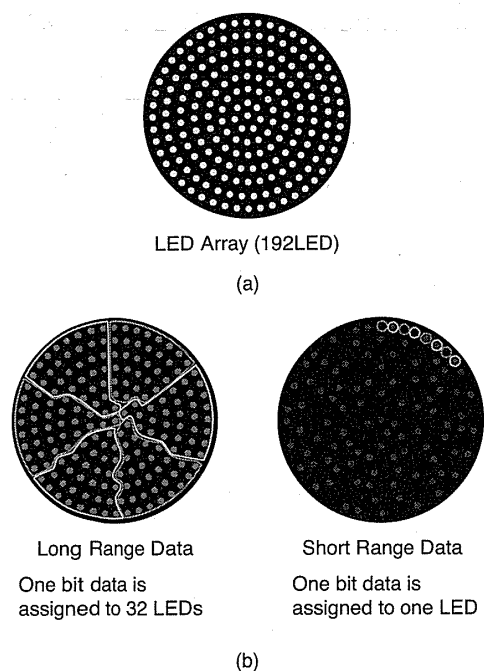 LED Array (192LED)
(a)
Long Range Data
One bit data is
assigned to 32 LEDs
Short Range Data
One bit data is
assigned to one LED
(b)